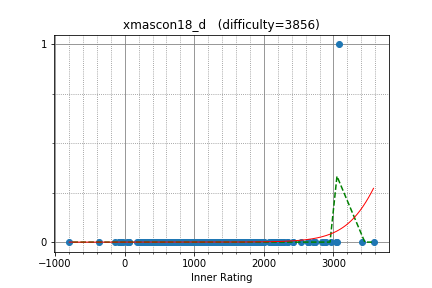 xmascon18_d (difficulty=3856)
1
0
-1000 0 1000 2000 3000
Inner Rating